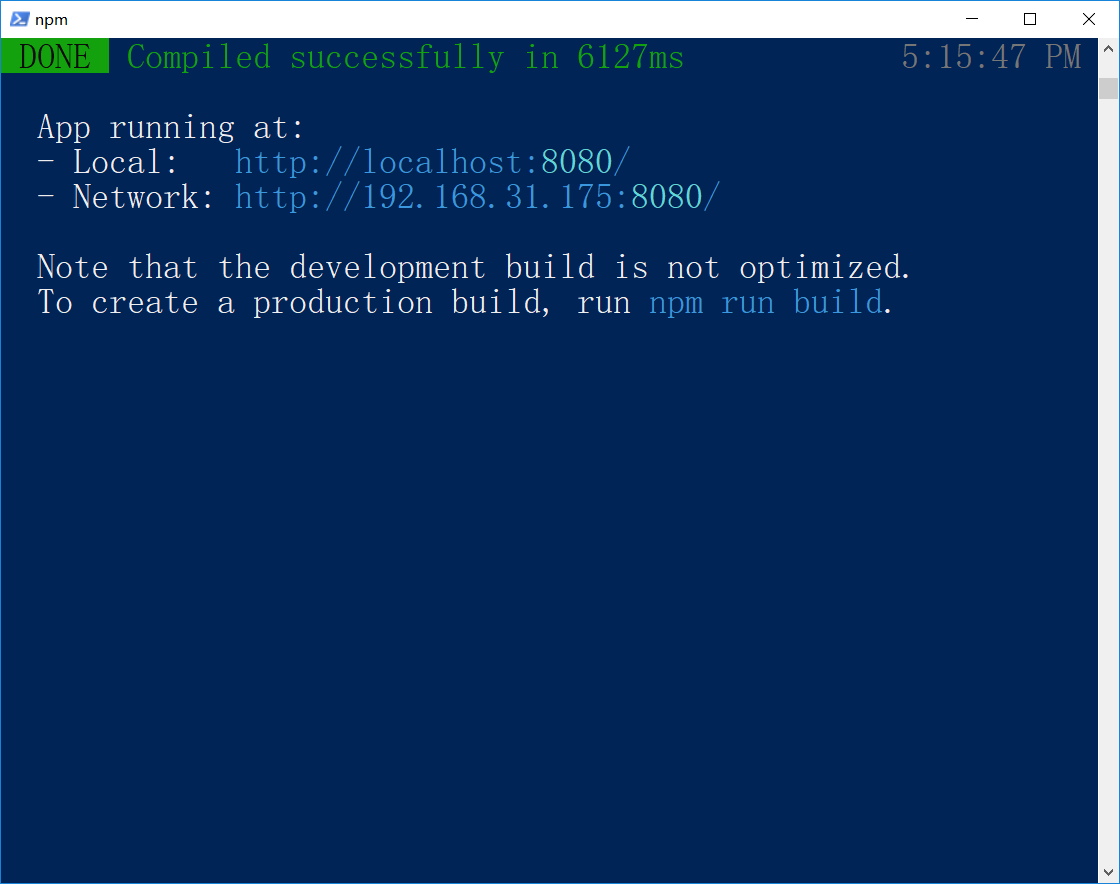 npm
DONE Compiled successfully in 6127ms 5:15:47 PM
App running at:
- Local: http://localhost:8080/
- Network: http://192.168.31.175:8080/
Note that the development build is not optimized.
To create a production build, run npm run build.